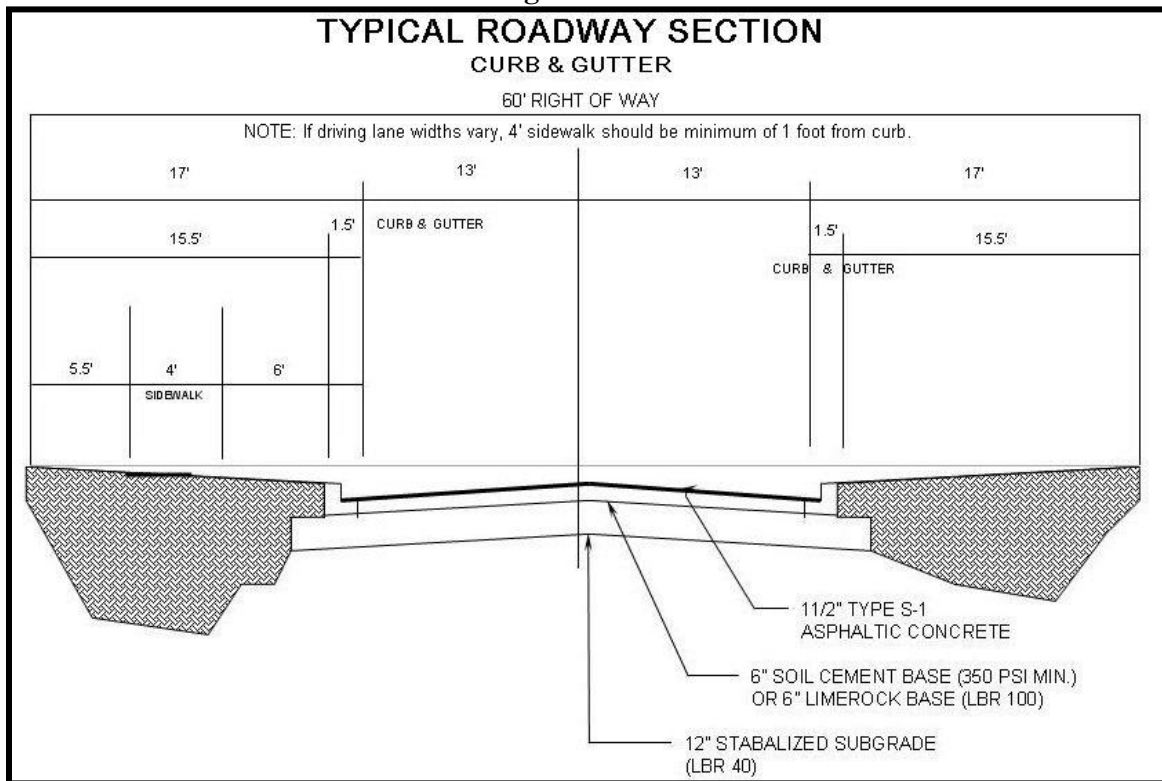 TYPICAL ROADWAY SECTION
CURB & GUTTER
60' RIGHT OF WAY
NOTE: If driving lane widths vary, 4' sidewalk should be minimum of 1 foot from curb.
17' 13' 13' 17'
15.5' 1.5' CURB & GUTTER 1.5' 15.5'
CURB & GUTTER
5.5' 4' 6'
SIDEWALK
11/2" TYPE S-1
ASPHALTIC CONCRETE
6" SOIL CEMENT BASE (350 PSI MIN.)
OR 6" LIMEROCK BASE (LBR 100)
12" STABALIZED SUBGRADE
(LBR 40)